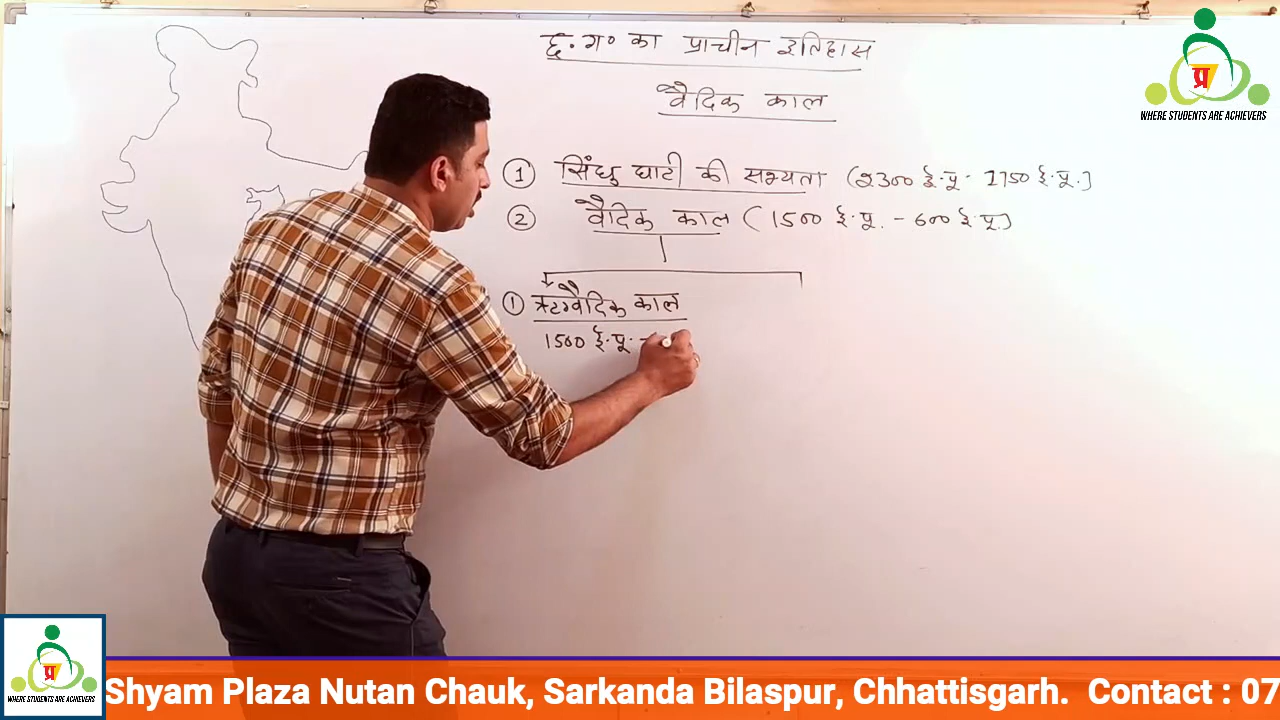 छ.ग० का प्राचीन इतिहास
वैदिक काल
① सिंधु घाटी की सभ्यता (2300 ई.पू - 1750 ई.पू.]
② वैदिक काल (1500 ई.पू. - 600 ई.पू.]
① ऋग्वैदिक काल
1500 ई.पू. -
प्र
WHERE STUDENTS ARE ACHIEVERS
प्र
WHERE STUDENTS ARE ACHIEVERS
Shyam Plaza Nutan Chauk, Sarkanda Bilaspur, Chhattisgarh. Contact : 07